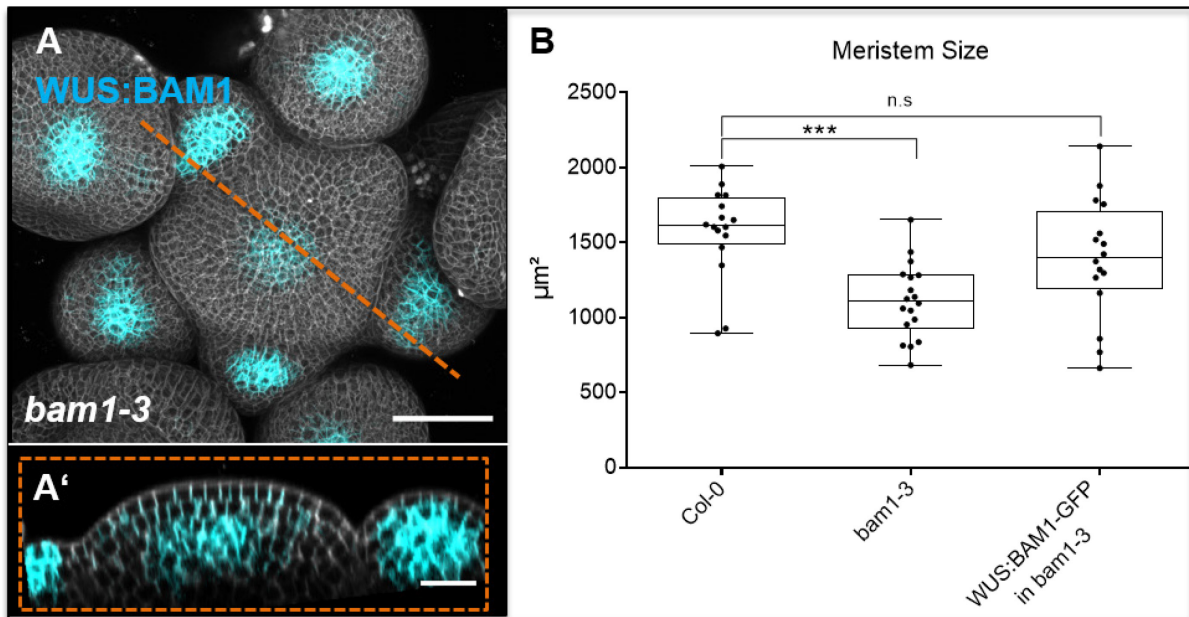 A
WUS:BAM1
bam1-3
A‘
B
Meristem Size
n.s
***
µm²
2500
2000
1500
1000
500
0
Col-0
bam1-3
WUS:BAM1-GFP
in bam1-3